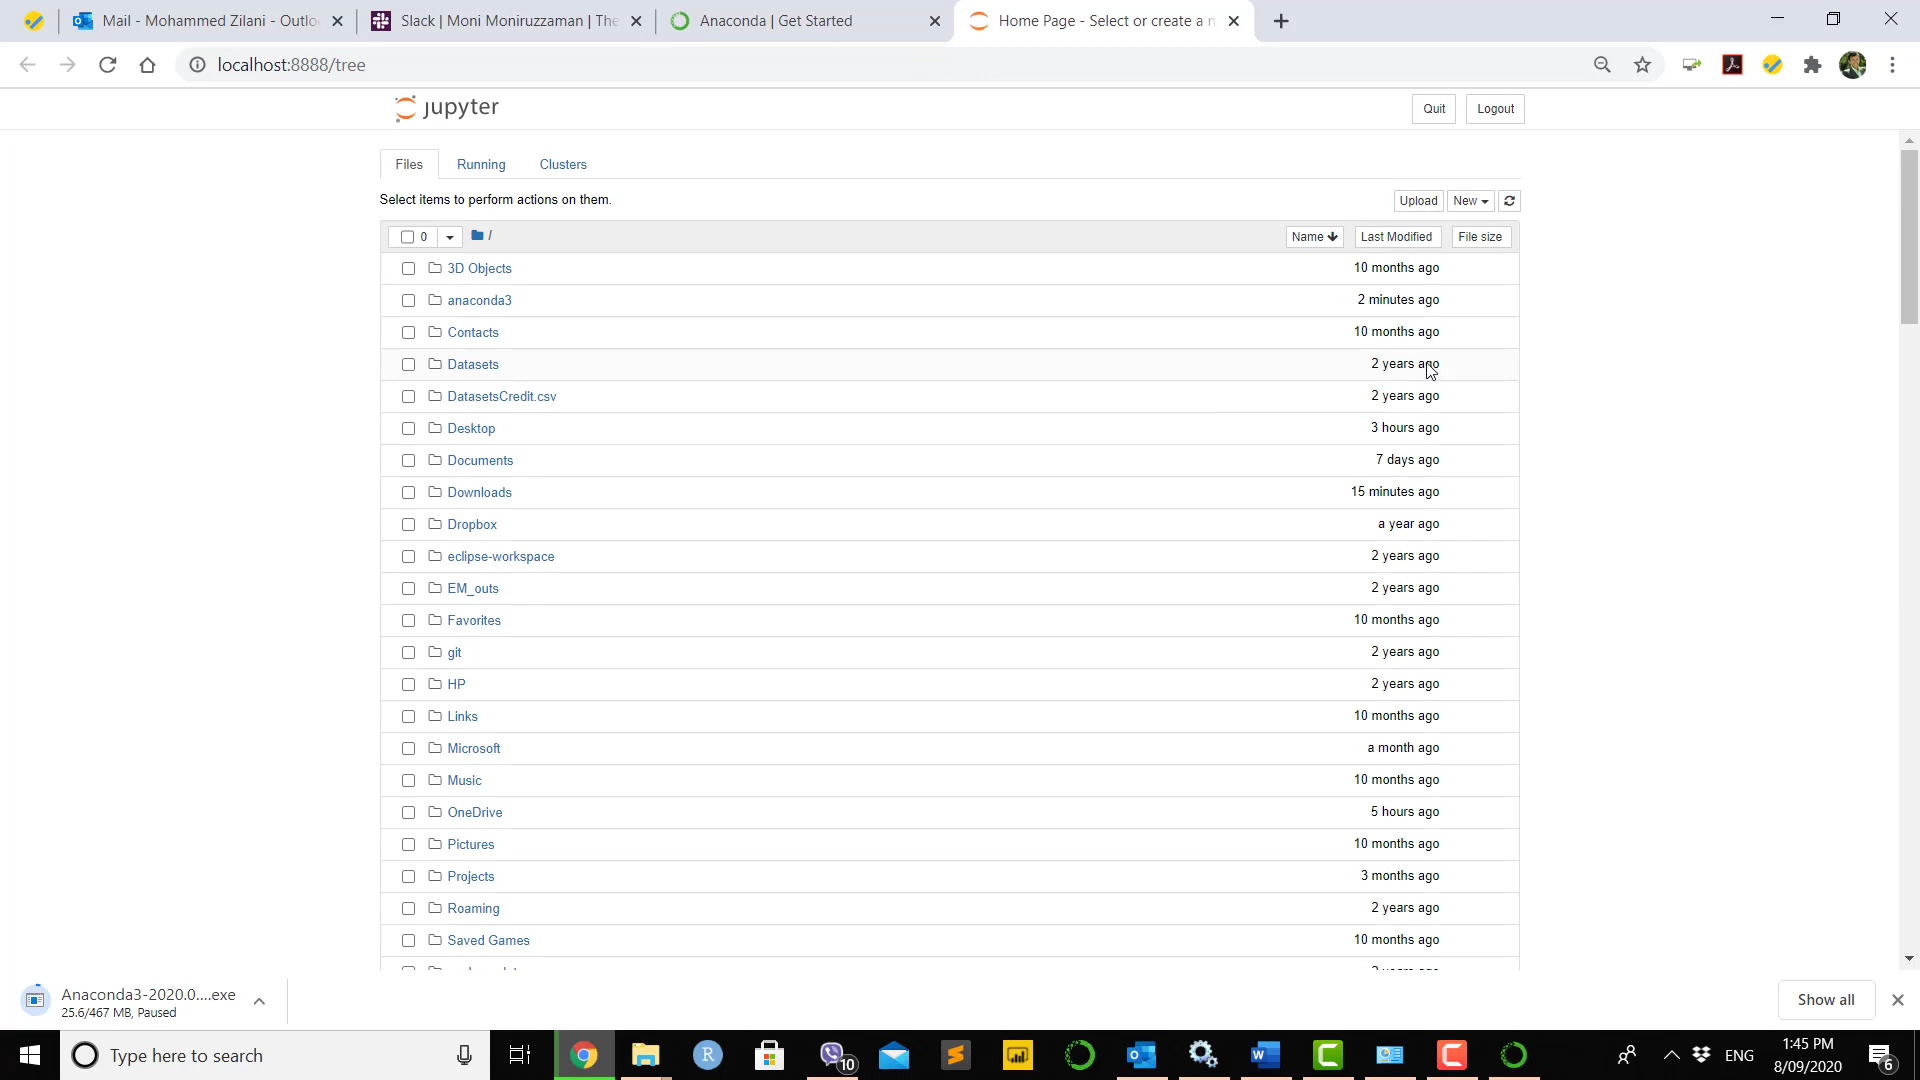 Mail - Mohammed Zilani - Outlo
Slack | Moni Moniruzzaman | The
Anaconda | Get Started
Home Page - Select or create a n
localhost:8888/tree
jupyter
Quit
Logout
Files
Running
Clusters
Select items to perform actions on them.
Upload
New
0
/
Name
Last Modified
File size
3D Objects
10 months ago
anaconda3
2 minutes ago
Contacts
10 months ago
Datasets
2 years ago
DatasetsCredit.csv
2 years ago
Desktop
3 hours ago
Documents
7 days ago
Downloads
15 minutes ago
Dropbox
a year ago
eclipse-workspace
2 years ago
EM_outs
2 years ago
Favorites
10 months ago
git
2 years ago
HP
2 years ago
Links
10 months ago
Microsoft
a month ago
Music
10 months ago
OneDrive
5 hours ago
Pictures
10 months ago
Projects
3 months ago
Roaming
2 years ago
Saved Games
10 months ago
Anaconda3-2020.0....exe
25.6/467 MB, Paused
Show all
Type here to search
R
10
ENG
1:45 PM
8/09/2020
6